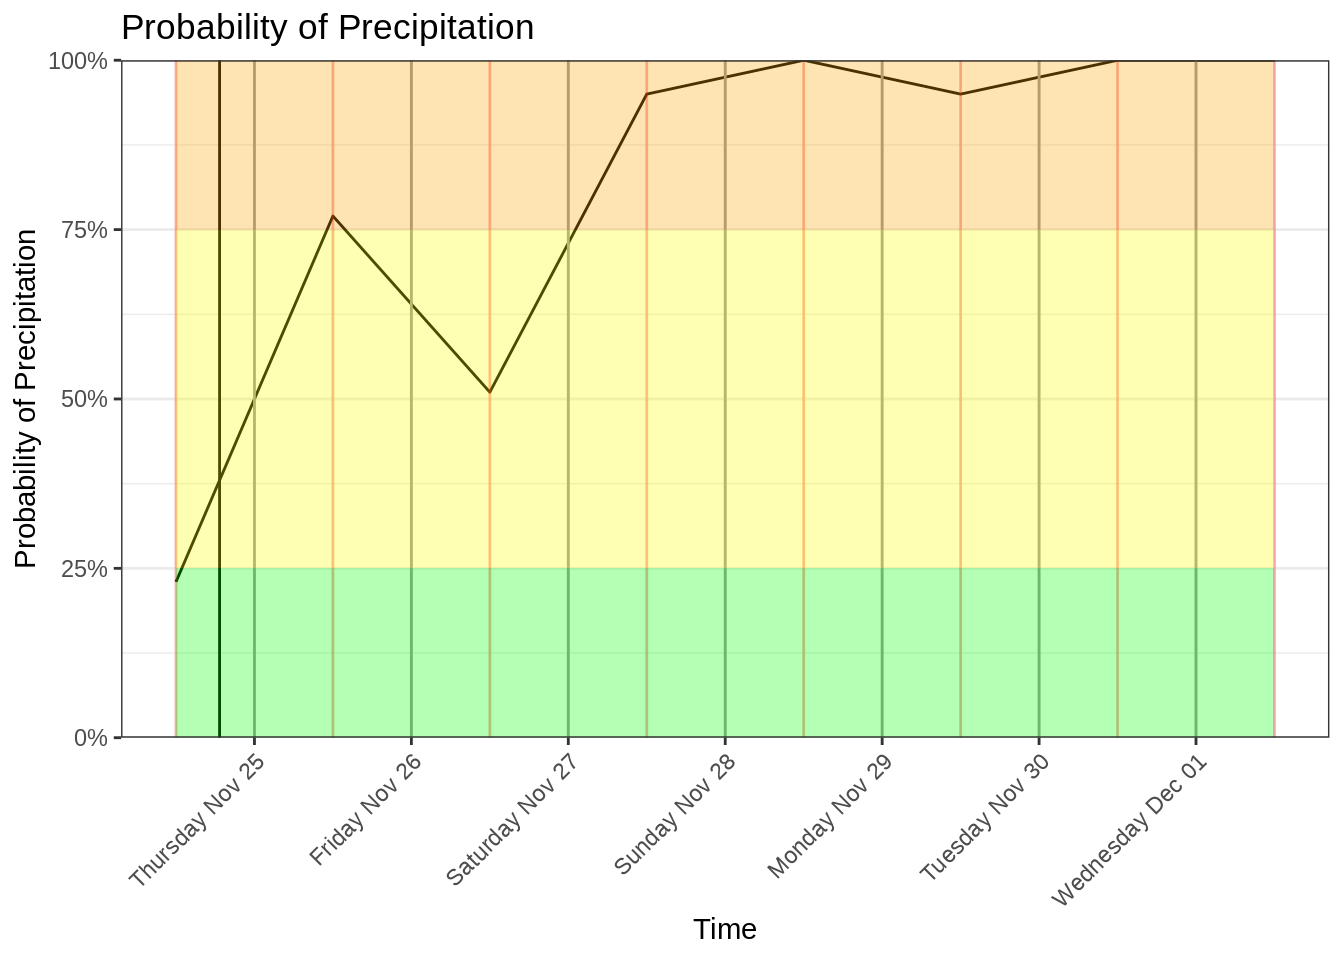 Probability of Precipitation
Probability of Precipitation
100%
75%
50%
25%
0%
Thursday Nov 25
Friday Nov 26
Saturday Nov 27
Sunday Nov 28
Monday Nov 29
Tuesday Nov 30
Wednesday Dec 01
Time